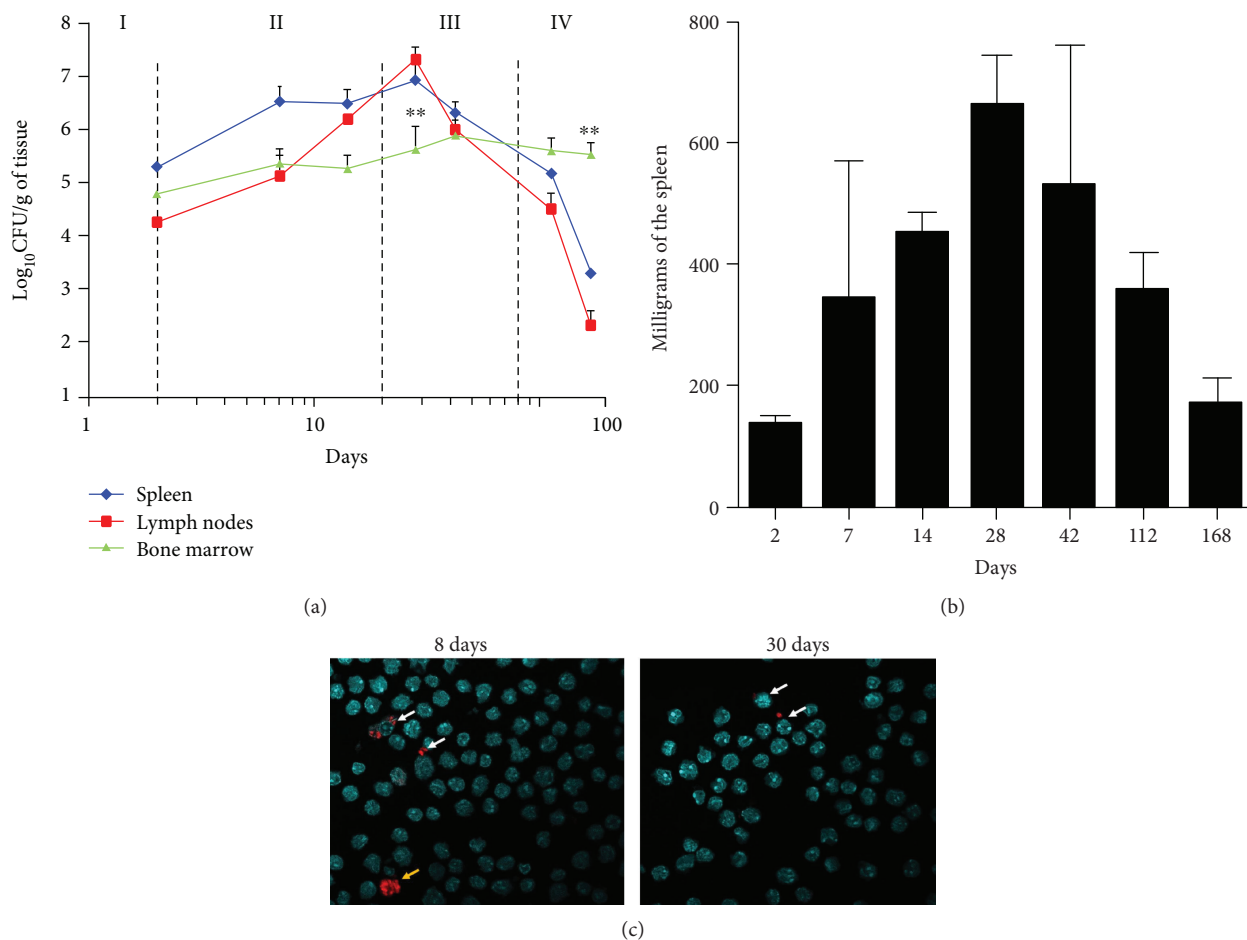 I II III IV
8
7
6
5
4
3
2
1
Log10 CFU/g of tissue
** **
1 10 100
Days
Spleen
Lymph nodes
Bone marrow
(a)
800
600
400
200
0
Milligrams of the spleen
2 7 14 28 42 112 168
Days
(b)
8 days 30 days
(c)